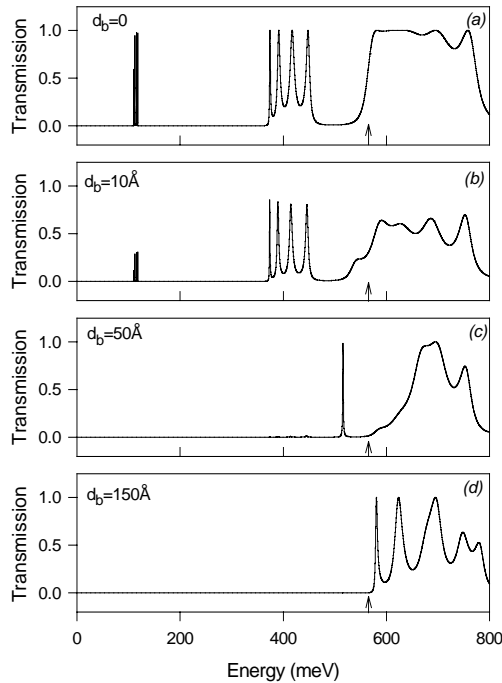 (a)
d_b=0
Transmission
1.0
0.5
0.0
(b)
d_b=10Å
Transmission
1.0
0.5
0.0
(c)
d_b=50Å
Transmission
1.0
0.5
0.0
(d)
d_b=150Å
Transmission
1.0
0.5
0.0
0 200 400 600 800
Energy (meV)